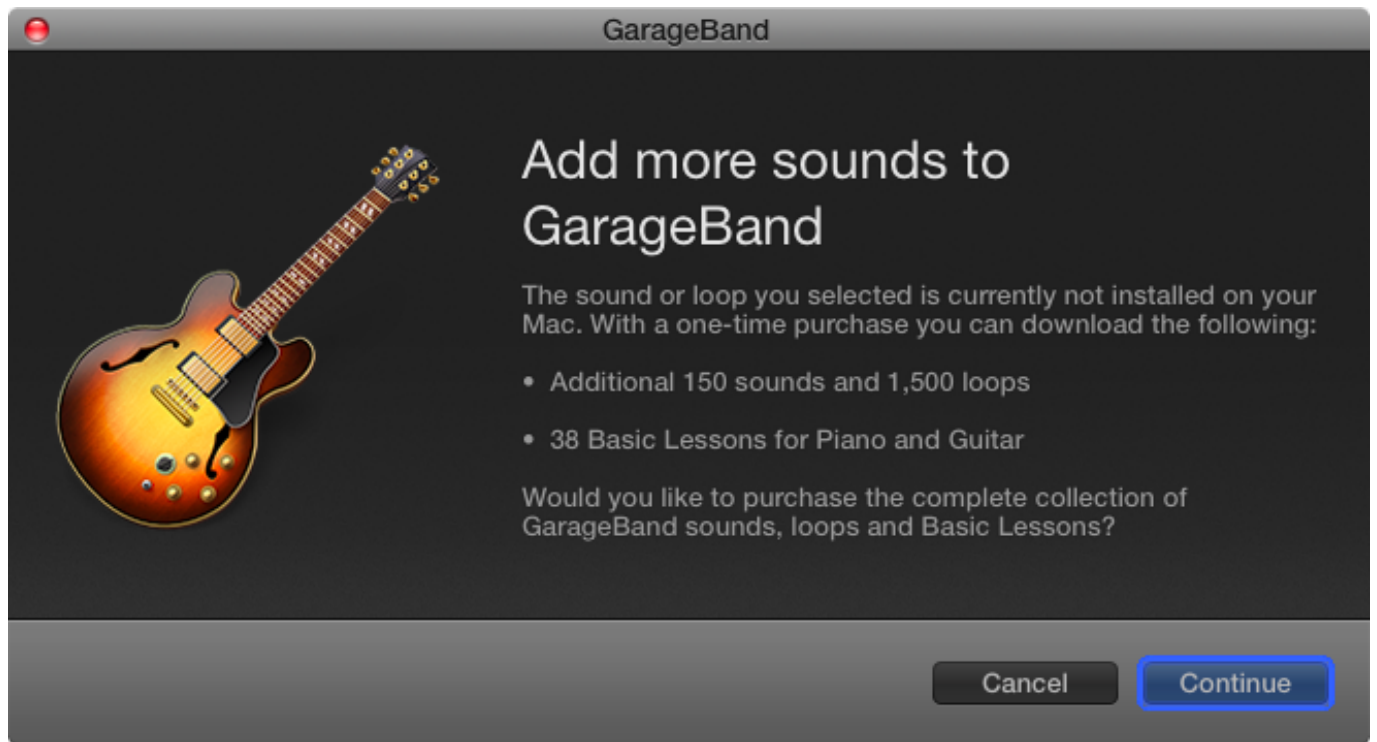 GarageBand
Add more sounds to
GarageBand
The sound or loop you selected is currently not installed on your
Mac. With a one-time purchase you can download the following:
• Additional 150 sounds and 1,500 loops
• 38 Basic Lessons for Piano and Guitar
Would you like to purchase the complete collection of
GarageBand sounds, loops and Basic Lessons?
Cancel
Continue